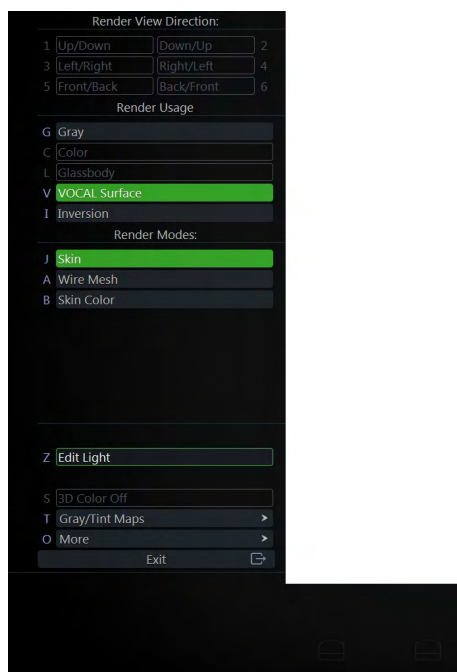 Render View Direction:
1 Up/Down Down/Up 2
3 Left/Right Right/Left 4
5 Front/Back Back/Front 6
Render Usage
G Gray
C Color
L Glassbody
V VOCAL Surface
I Inversion
Render Modes:
J Skin
A Wire Mesh
B Skin Color
Z Edit Light
S 3D Color Off
T Gray/Tint Maps >
O More >
Exit